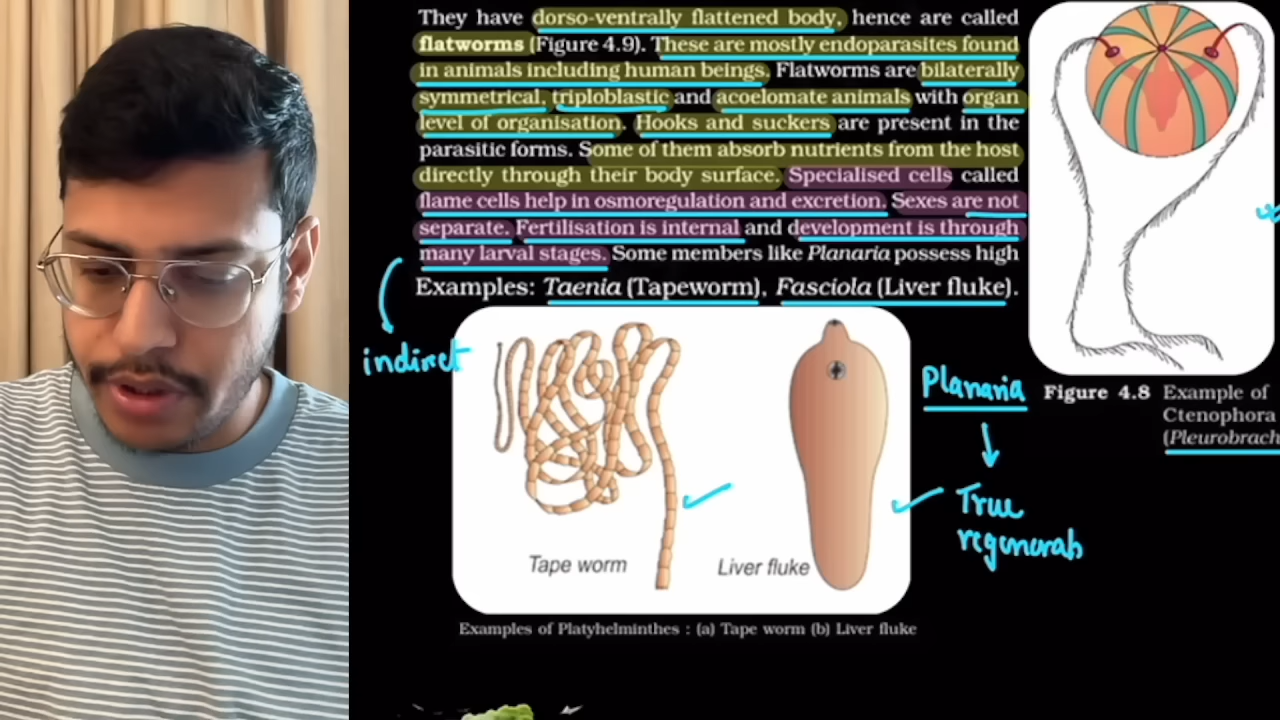 They have dorso-ventrally flattened body, hence are called
flatworms (Figure 4.9). These are mostly endoparasites found
in animals including human beings. Flatworms are bilaterally
symmetrical, triploblastic and acoelomate animals with organ
level of organisation. Hooks and suckers are present in the
parasitic forms. Some of them absorb nutrients from the host
directly through their body surface. Specialised cells called
flame cells help in osmoregulation and excretion. Sexes are not
separate. Fertilisation is internal and development is through
many larval stages. Some members like Planaria possess high
Examples: Taenia (Tapeworm), Fasciola (Liver fluke).
indirect
Tape worm
Liver fluke
Examples of Platyhelminthes : (a) Tape worm (b) Liver fluke
Planaria
True
Figure 4.8 Example of
Ctenophora
(Pleurobrach